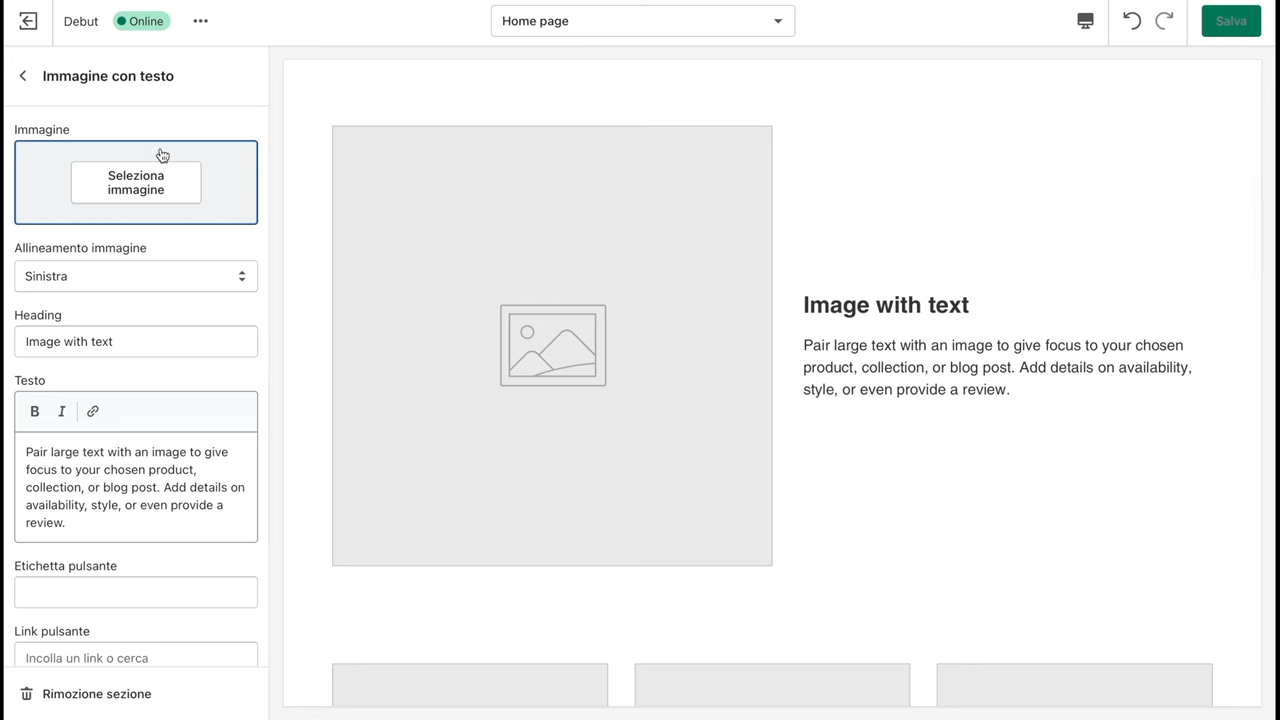 Debut
Online
Home page
Salva
Immagine con testo
Immagine
Seleziona
immagine
Allineamento immagine
Sinistra
Heading
Image with text
Testo
B I
Pair large text with an image to give
focus to your chosen product,
collection, or blog post. Add details on
availability, style, or even provide a
review.
Etichetta pulsante
Link pulsante
Incolla un link o cerca
Rimozione sezione
Image with text
Pair large text with an image to give focus to your chosen
product, collection, or blog post. Add details on availability,
style, or even provide a review.